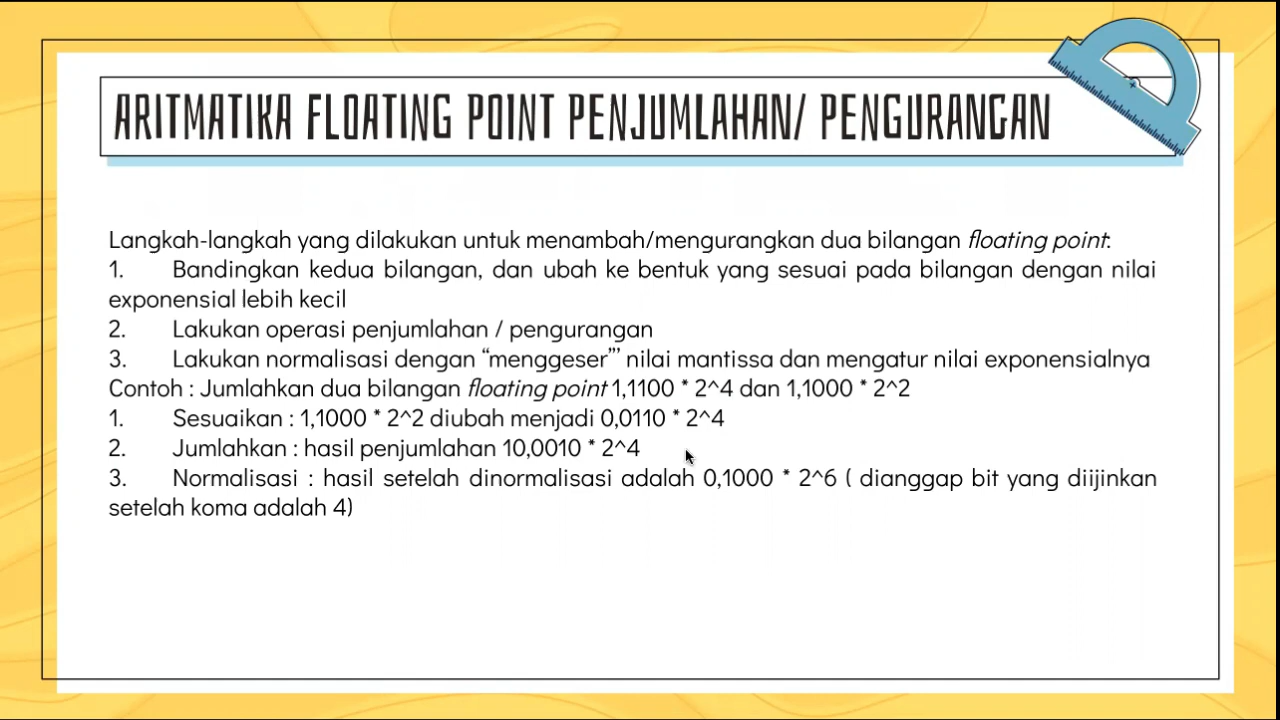 ARITMATIKA FLOATING POINT PENJUMLAHAN/ PENGURANGAN
Langkah-langkah yang dilakukan untuk menambah/mengurangkan dua bilangan floating point:
1. Bandingkan kedua bilangan, dan ubah ke bentuk yang sesuai pada bilangan dengan nilai
exponensial lebih kecil
2. Lakukan operasi penjumlahan / pengurangan
3. Lakukan normalisasi dengan “menggeser”’ nilai mantissa dan mengatur nilai exponensialnya
Contoh : Jumlahkan dua bilangan floating point 1,1100 * 2^4 dan 1,1000 * 2^2
1. Sesuaikan : 1,1000 * 2^2 diubah menjadi 0,0110 * 2^4
2. Jumlahkan : hasil penjumlahan 10,0010 * 2^4
3. Normalisasi : hasil setelah dinormalisasi adalah 0,1000 * 2^6 ( dianggap bit yang diijinkan
setelah koma adalah 4)